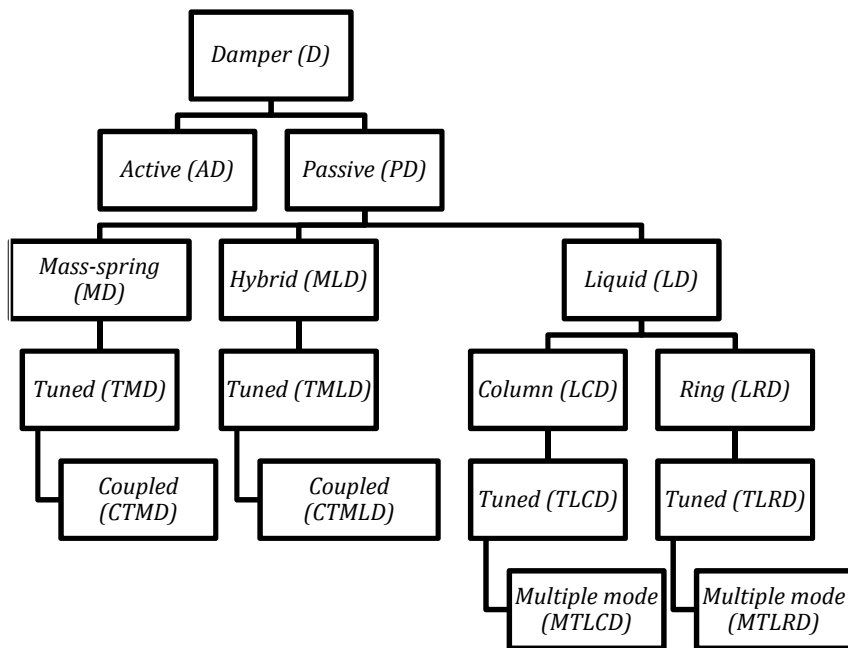 Damper (D)
Active (AD)
Passive (PD)
Mass-spring
(MD)
Hybrid (MLD)
Liquid (LD)
Tuned (TMD)
Tuned (TMLD)
Column (LCD)
Ring (LRD)
Coupled
(CTMD)
Coupled
(CTMLD)
Tuned (TLCD)
Tuned (TLRD)
Multiple mode
(MTLCD)
Multiple mode
(MTLRD)